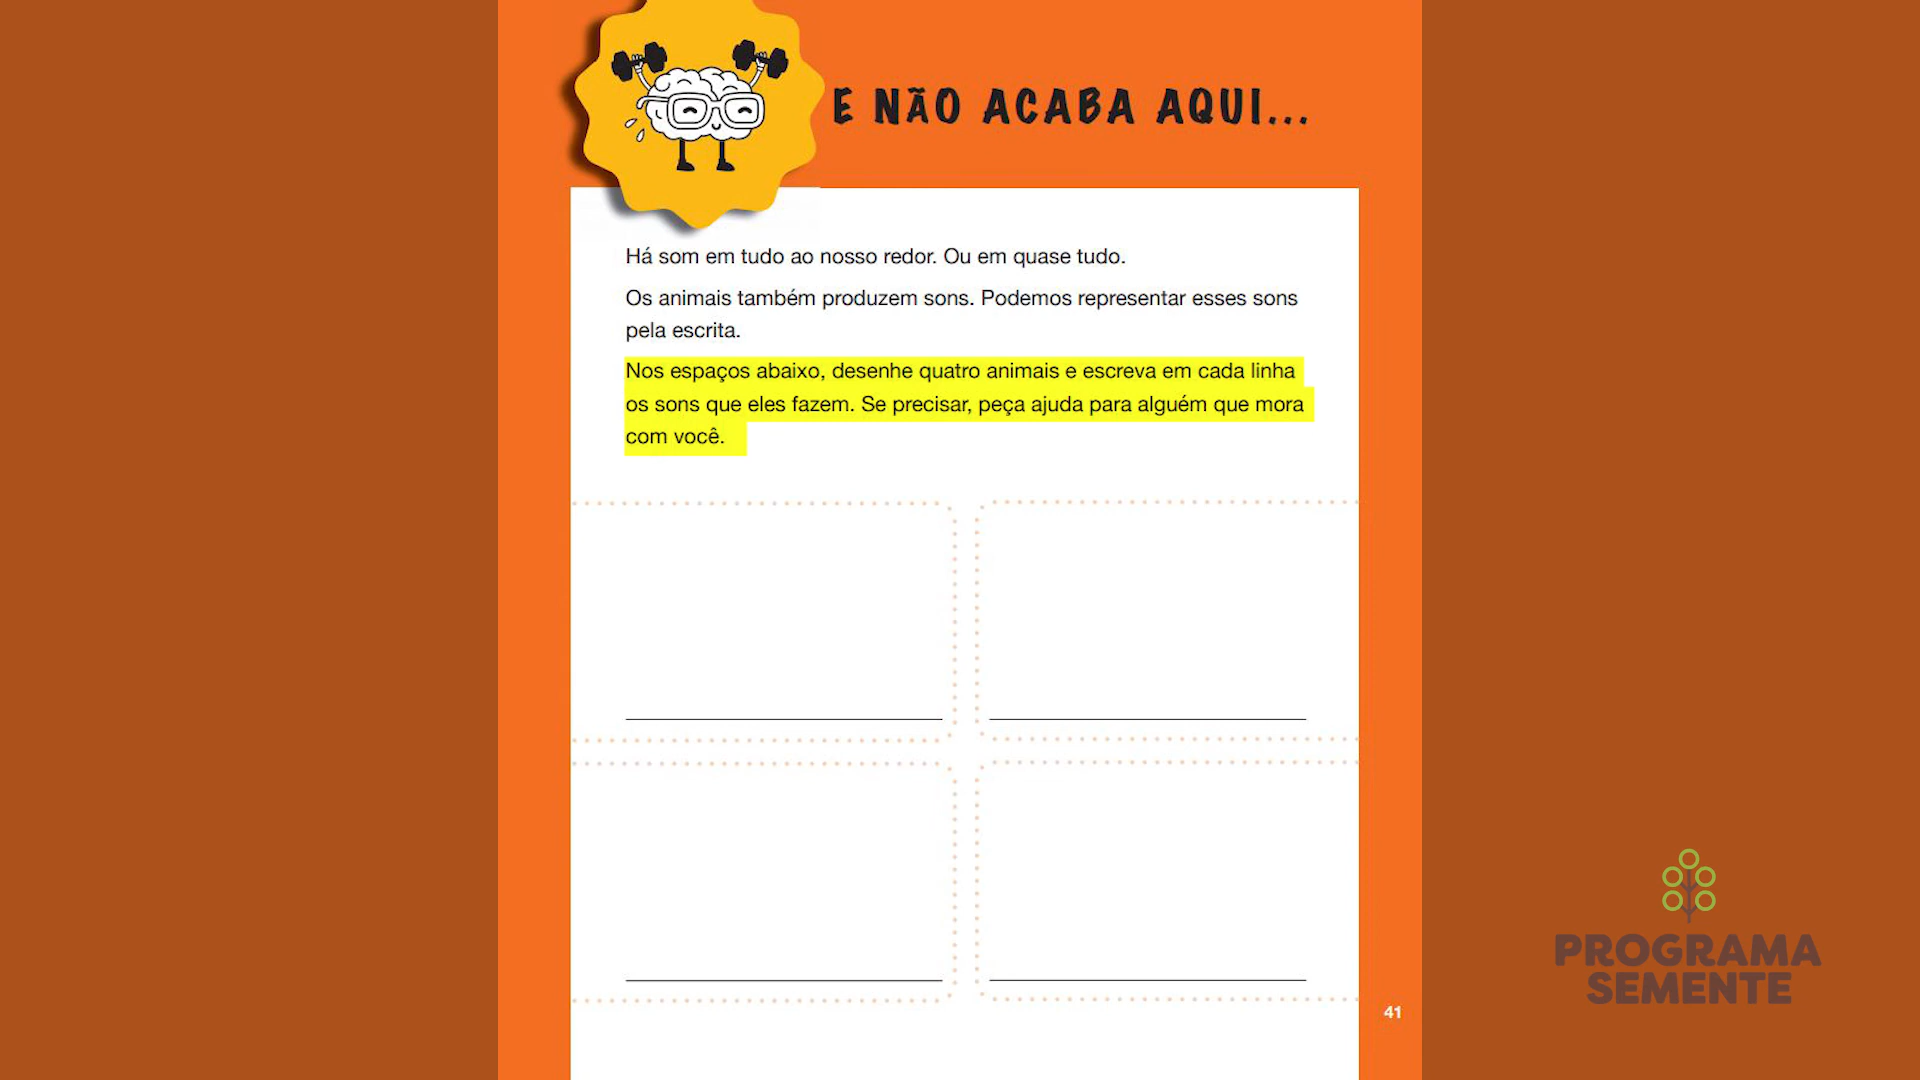 E NÃO ACABA AQUI...
Há som em tudo ao nosso redor. Ou em quase tudo.
Os animais também produzem sons. Podemos representar esses sons
pela escrita.
Nos espaços abaixo, desenhe quatro animais e escreva em cada linha
os sons que eles fazem. Se precisar, peça ajuda para alguém que mora
com você.
41
PROGRAMA
SEMENTE